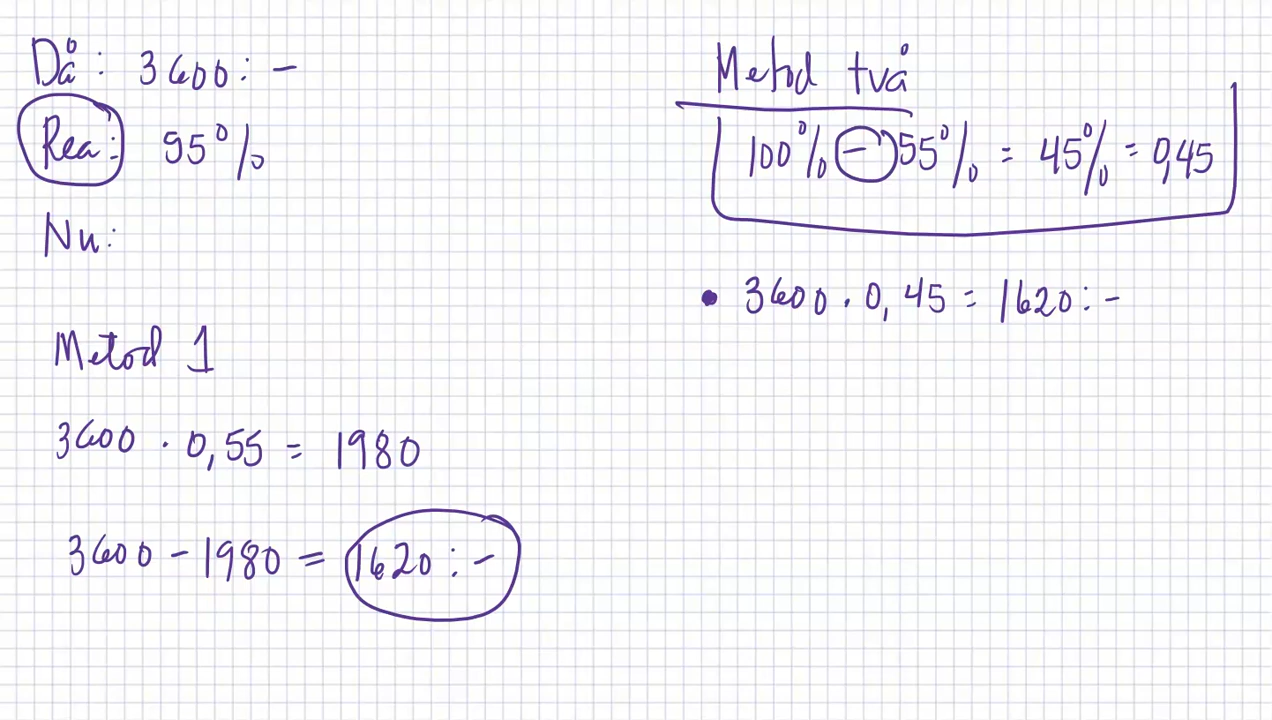 Då: 3600:-
Rea: 55%
Nu:
Metod 1
3600 · 0,55 = 1980
3600 - 1980 = 1620:-
Metod två
100% - 55% = 45% = 0,45
• 3600 · 0,45 = 1620:-